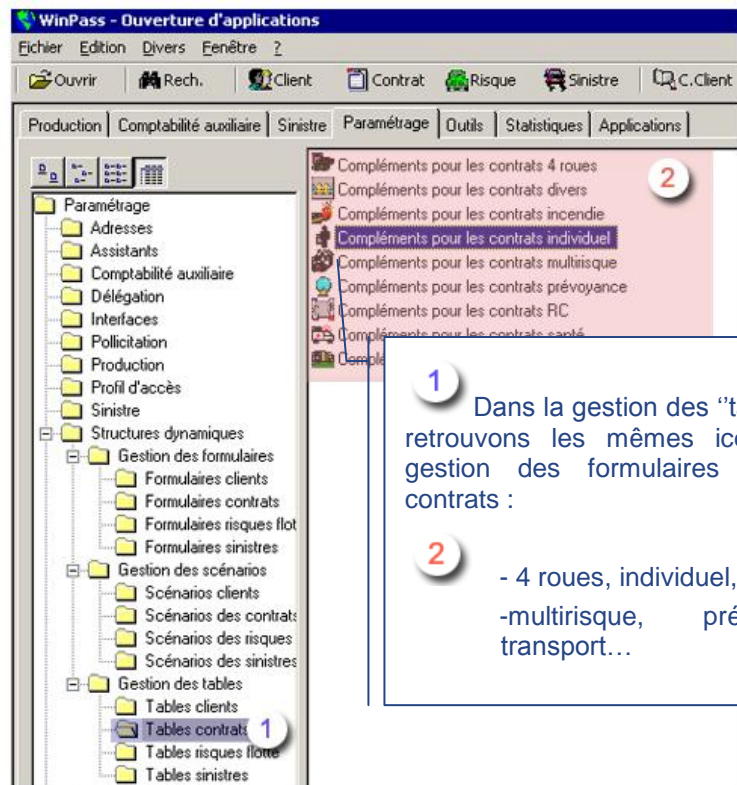 WinPass - Ouverture d'applications
Fichier Edition Divers Fenêtre ?
Ouvrir Rech. Client Contrat Risque Sinistre C.Client
Production Comptabilité auxiliaire Sinistre Paramétrage Outils Statistiques Applications
Paramétrage
Adresses
Assistants
Comptabilité auxiliaire
Délégation
Interfaces
Pollicitation
Production
Profil d'accès
Sinistre
Structures dynamiques
Gestion des formulaires
Formulaires clients
Formulaires contrats
Formulaires risques flot
Formulaires sinistres
Gestion des scénarios
Scénarios clients
Scénarios des contrats
Scénarios des risques
Scénarios des sinistres
Gestion des tables
Tables clients
Tables contrats 1
Tables risques flotte
Tables sinistres
Compléments pour les contrats 4 roues
2
Compléments pour les contrats divers
Compléments pour les contrats incendie
Compléments pour les contrats individuel
Compléments pour les contrats multirisque
Compléments pour les contrats prévoyance
Compléments pour les contrats RC
Compléments pour les contrats santé
Complé
1
Dans la gestion des ‘’ta
retrouvons les mêmes ico
gestion des formulaires
contrats :
2
- 4 roues, individuel,
-multirisque, pré
transport…